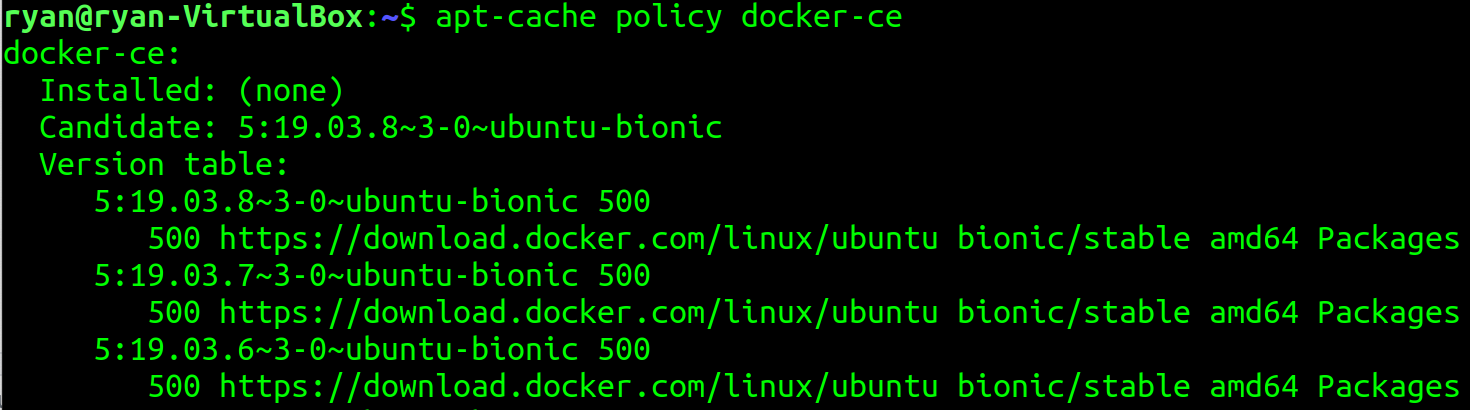 ryan@ryan-VirtualBox:~$ apt-cache policy docker-ce
docker-ce:
  Installed: (none)
  Candidate: 5:19.03.8~3-0~ubuntu-bionic
  Version table:
     5:19.03.8~3-0~ubuntu-bionic 500
        500 https://download.docker.com/linux/ubuntu bionic/stable amd64 Packages
     5:19.03.7~3-0~ubuntu-bionic 500
        500 https://download.docker.com/linux/ubuntu bionic/stable amd64 Packages
     5:19.03.6~3-0~ubuntu-bionic 500
        500 https://download.docker.com/linux/ubuntu bionic/stable amd64 Packages